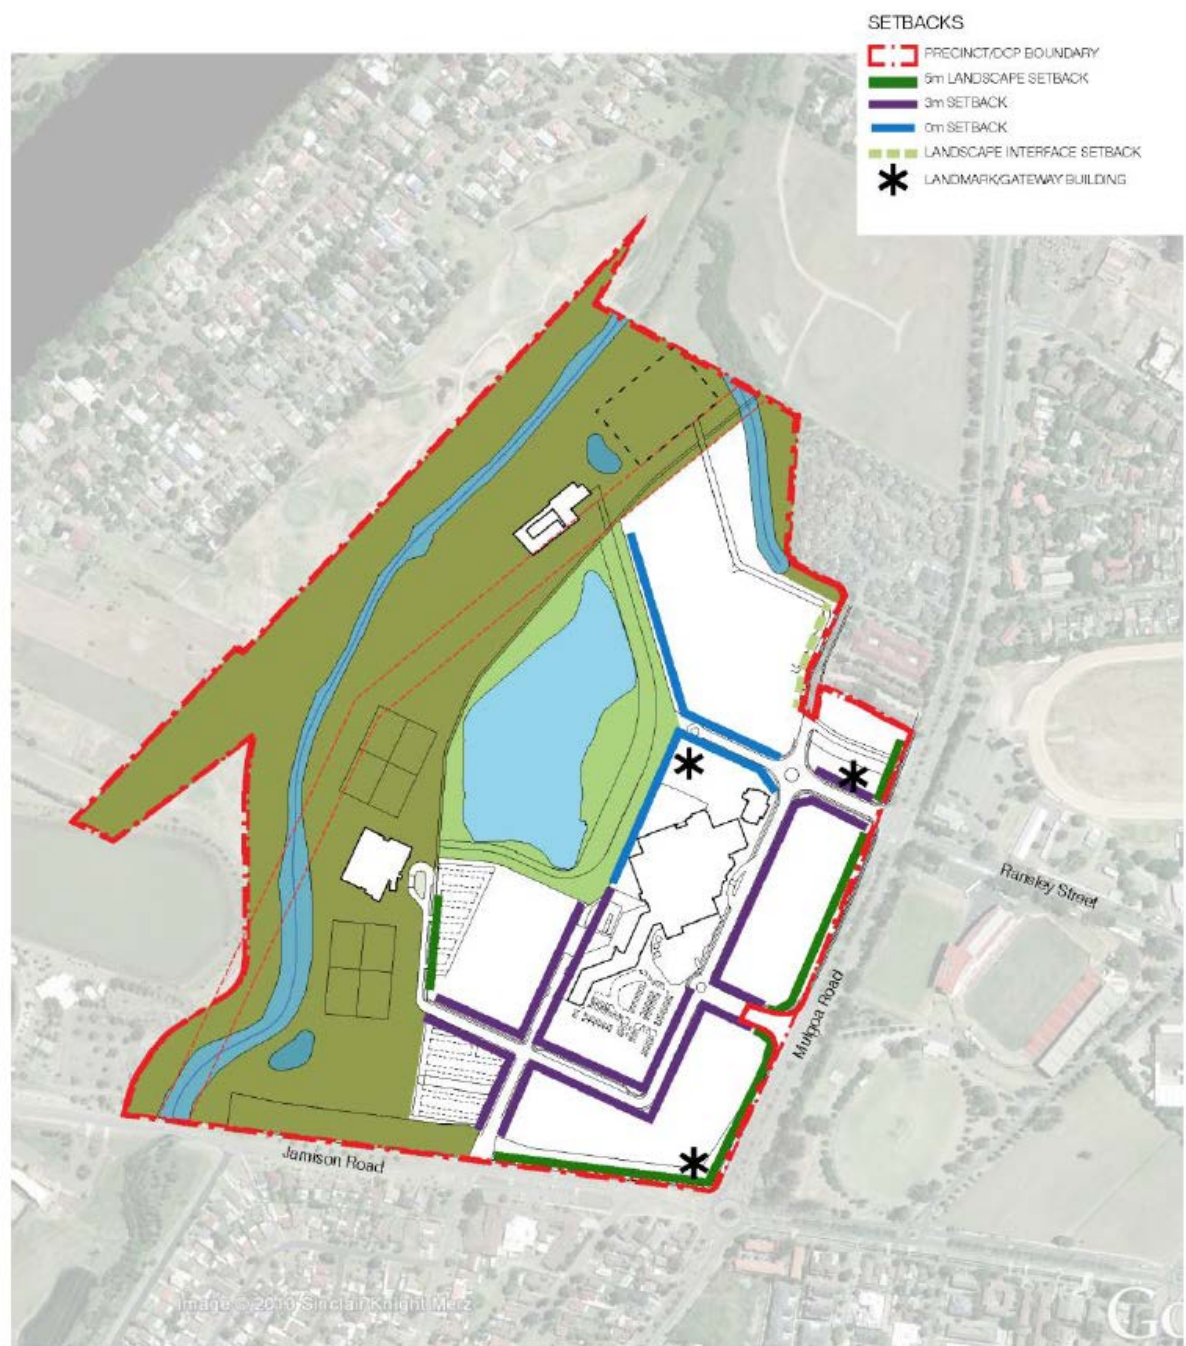 SETBACKS
PRECINCT/DCP BOUNDARY
5m LANDSCAPE SETBACK
3m SETBACK
0m SETBACK
LANDSCAPE INTERFACE SETBACK
LANDMARK/GATEWAY BUILDING
Ransley Street
Mulgoa Road
Jamison Road
Image © 2010 Sinclair Knight Merz
Go